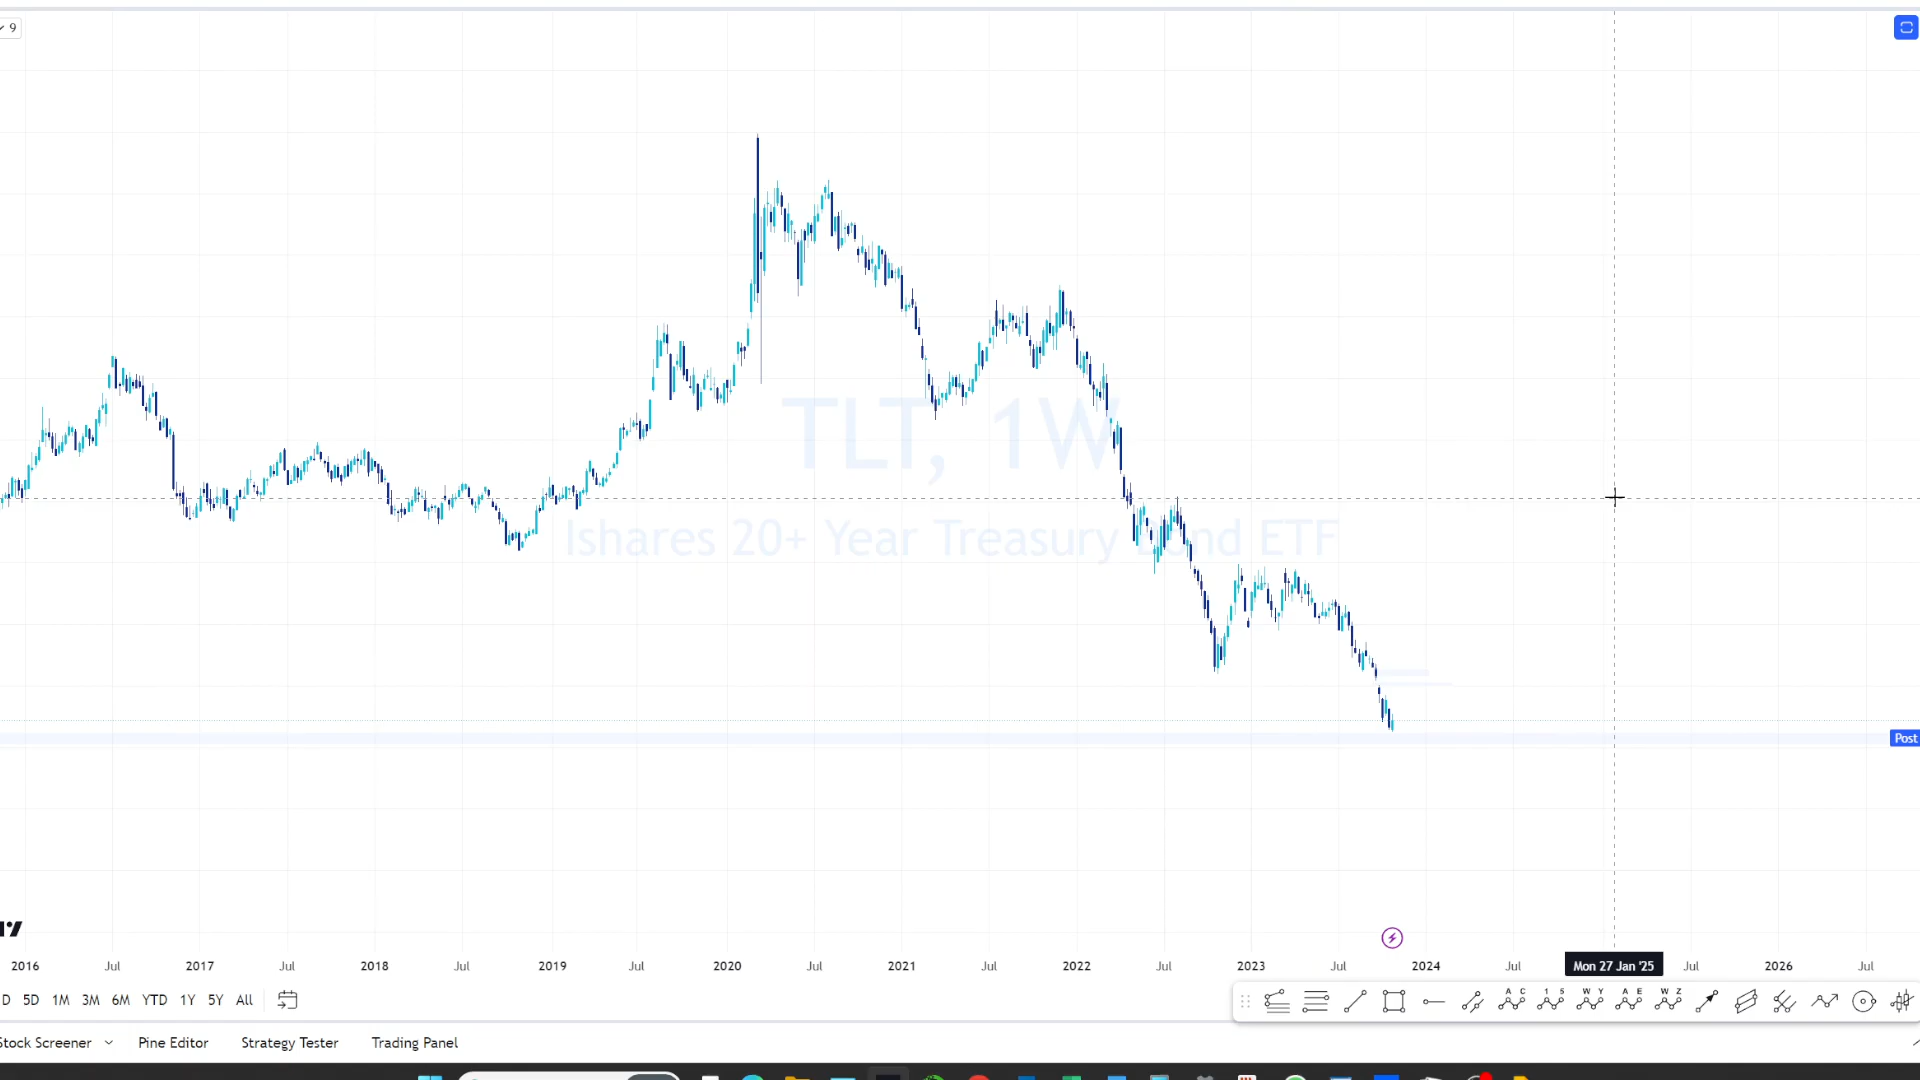 9
TLT, 1W
Ishares 20+ Year Treasury Bond ETF
Post
2016 Jul 2017 Jul 2018 Jul 2019 Jul 2020 Jul 2021 Jul 2022 Jul 2023 Jul 2024 Jul Mon 27 Jan '25 Jul 2026 Jul
D 5D 1M 3M 6M YTD 1Y 5Y All
A C 1 5 W Y A E W Z
Stock Screener Pine Editor Strategy Tester Trading Panel